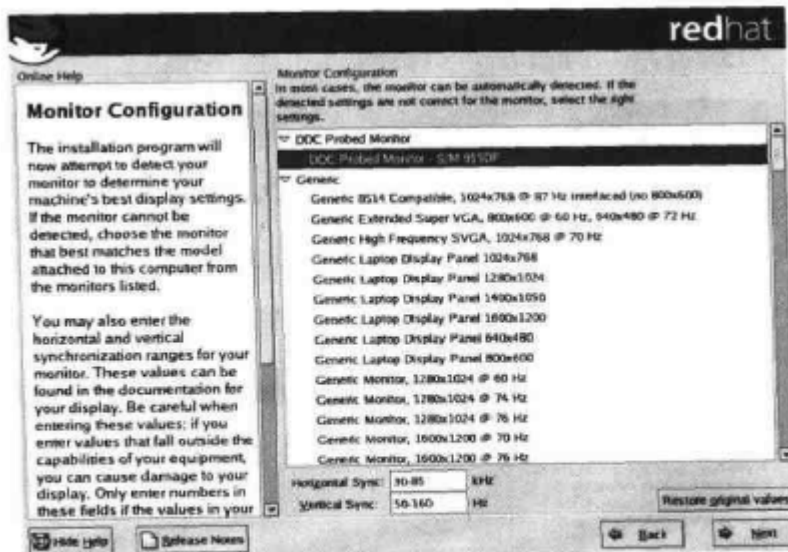 redhat
Online Help
Monitor Configuration
The installation program will
now attempt to detect your
monitor to determine your
machine's best display settings.
If the monitor cannot be
detected, choose the monitor
that best matches the model
attached to this computer from
the monitors listed.
You may also enter the
horizontal and vertical
synchronization ranges for your
monitor. These values can be
found in the documentation for
your display. Be careful when
entering these values; if you
enter values that fall outside the
capabilities of your equipment,
you can cause damage to your
display. Only enter numbers in
these fields if the values in your
Monitor Configuration
In most cases, the monitor can be automatically detected. If the
detected settings are not correct for the monitor, select the right
settings.
DDC Probed Monitor
DDC Probed Monitor - S/M 955DF
Generic
Generic 8514 Compatible, 1024x768 @ 87 Hz interlaced (no 800x600)
Generic Extended Super VGA, 800x600 @ 60 Hz, 640x480 @ 72 Hz
Generic High Frequency SVGA, 1024x768 @ 70 Hz
Generic Laptop Display Panel 1024x768
Generic Laptop Display Panel 1280x1024
Generic Laptop Display Panel 1400x1050
Generic Laptop Display Panel 1600x1200
Generic Laptop Display Panel 640x480
Generic Laptop Display Panel 800x600
Generic Monitor, 1280x1024 @ 60 Hz
Generic Monitor, 1280x1024 @ 74 Hz
Generic Monitor, 1280x1024 @ 76 Hz
Generic Monitor, 1600x1200 @ 70 Hz
Generic Monitor, 1600x1200 @ 76 Hz
Horizontal Sync: 30-85 kHz
Vertical Sync: 50-160 Hz
Restore original values
Hide Help
Release Notes
Back
Next